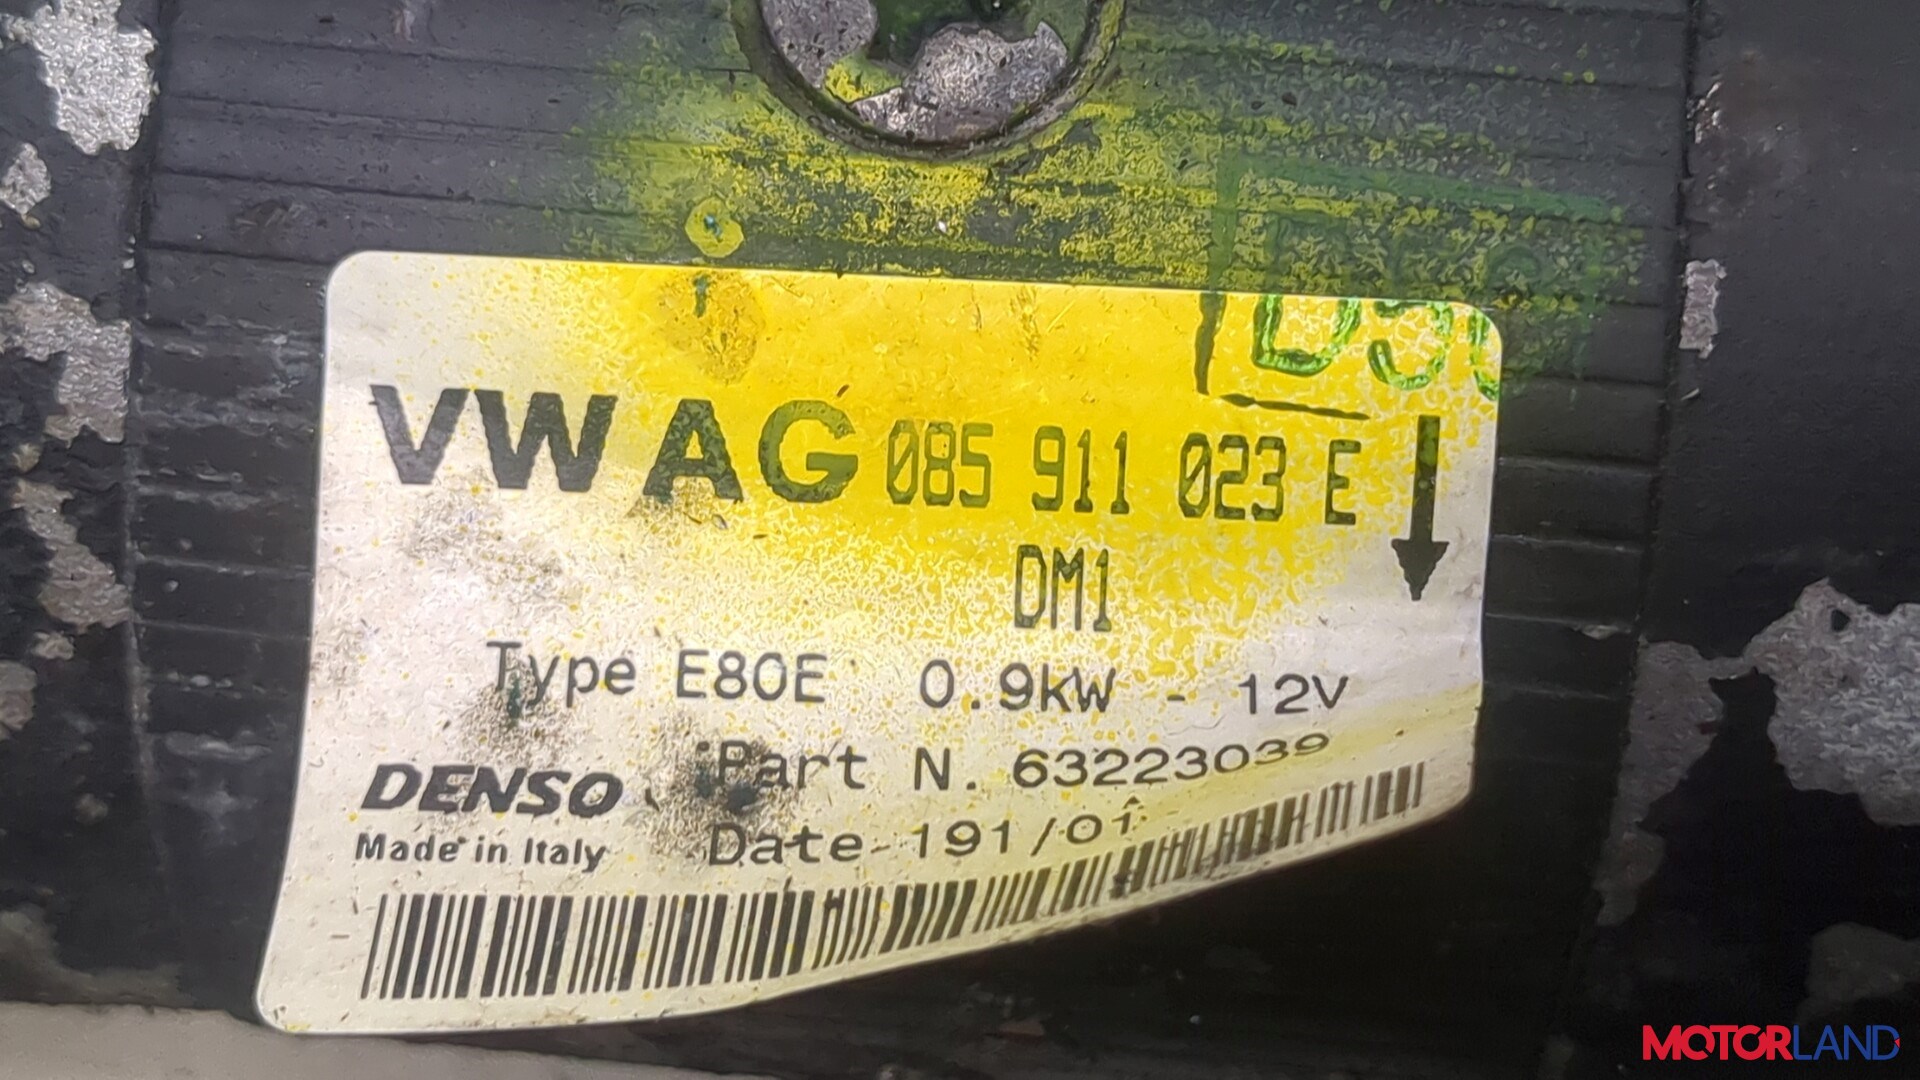 D5
VWAG 085 911 023 E
DM1
Type E80E 0.9kW - 12V
DENSO Part N. 63223039
Made in Italy Date 191/01
MOTORLAND